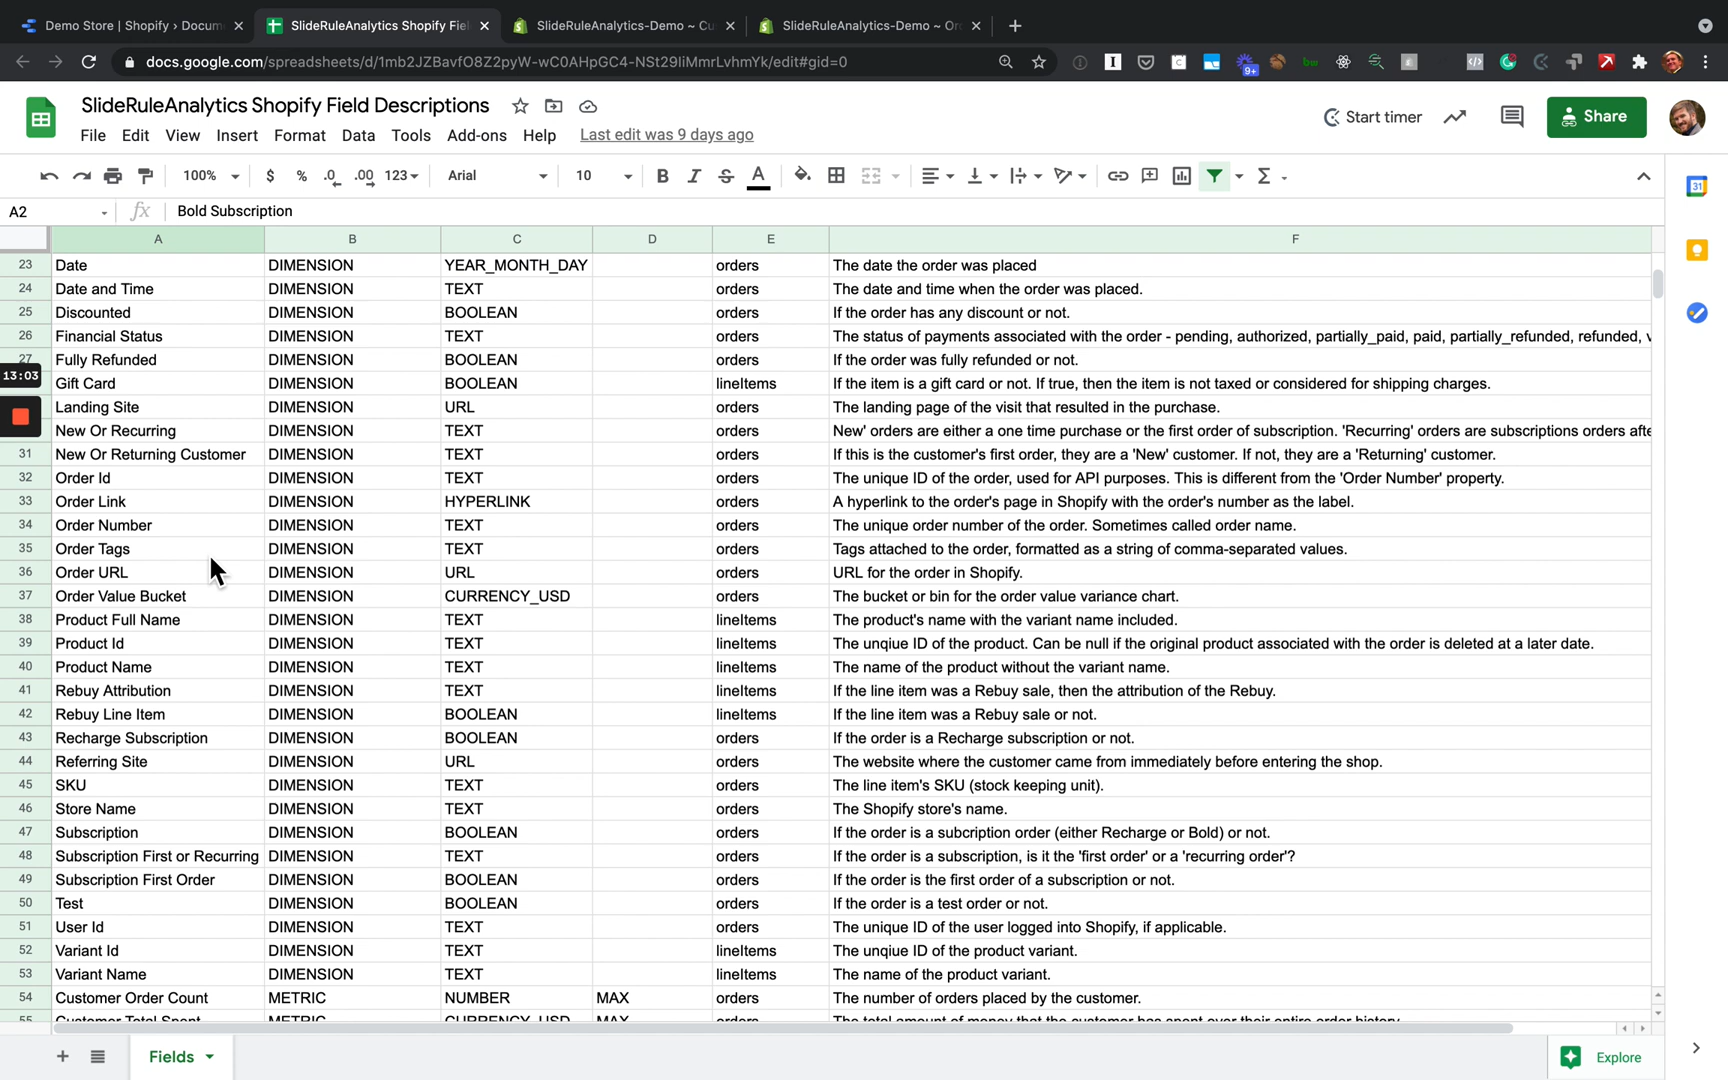 Demo Store | Shopify › Docum
SlideRuleAnalytics Shopify Fiel
SlideRuleAnalytics-Demo ~ Cu
SlideRuleAnalytics-Demo ~ Or
docs.google.com/spreadsheets/d/1mb2JZBavfO8Z2pyW-wC0AHpGC4-NSt29IiMmrLvhmYk/edit#gid=0
9+
SlideRuleAnalytics Shopify Field Descriptions
Start timer
Share
File Edit View Insert Format Data Tools Add-ons Help Last edit was 9 days ago
100% $ % .0 .00 123 Arial 10 B I S A Σ
31
A2 fx Bold Subscription
A B C D E F
23 Date DIMENSION YEAR_MONTH_DAY orders The date the order was placed
24 Date and Time DIMENSION TEXT orders The date and time when the order was placed.
25 Discounted DIMENSION BOOLEAN orders If the order has any discount or not.
26 Financial Status DIMENSION TEXT orders The status of payments associated with the order - pending, authorized, partially_paid, paid, partially_refunded, refunded, v
27 Fully Refunded DIMENSION BOOLEAN orders If the order was fully refunded or not.
13:03
Gift Card DIMENSION BOOLEAN lineItems If the item is a gift card or not. If true, then the item is not taxed or considered for shipping charges.
Landing Site DIMENSION URL orders The landing page of the visit that resulted in the purchase.
New Or Recurring DIMENSION TEXT orders New' orders are either a one time purchase or the first order of subscription. 'Recurring' orders are subscriptions orders afte
31 New Or Returning Customer DIMENSION TEXT orders If this is the customer's first order, they are a 'New' customer. If not, they are a 'Returning' customer.
32 Order Id DIMENSION TEXT orders The unique ID of the order, used for API purposes. This is different from the 'Order Number' property.
33 Order Link DIMENSION HYPERLINK orders A hyperlink to the order's page in Shopify with the order's number as the label.
34 Order Number DIMENSION TEXT orders The unique order number of the order. Sometimes called order name.
35 Order Tags DIMENSION TEXT orders Tags attached to the order, formatted as a string of comma-separated values.
36 Order URL DIMENSION URL orders URL for the order in Shopify.
37 Order Value Bucket DIMENSION CURRENCY_USD orders The bucket or bin for the order value variance chart.
38 Product Full Name DIMENSION TEXT lineItems The product's name with the variant name included.
39 Product Id DIMENSION TEXT lineItems The unqiue ID of the product. Can be null if the original product associated with the order is deleted at a later date.
40 Product Name DIMENSION TEXT lineItems The name of the product without the variant name.
41 Rebuy Attribution DIMENSION TEXT lineItems If the line item was a Rebuy sale, then the attribution of the Rebuy.
42 Rebuy Line Item DIMENSION BOOLEAN lineItems If the line item was a Rebuy sale or not.
43 Recharge Subscription DIMENSION BOOLEAN orders If the order is a Recharge subscription or not.
44 Referring Site DIMENSION URL orders The website where the customer came from immediately before entering the shop.
45 SKU DIMENSION TEXT orders The line item's SKU (stock keeping unit).
46 Store Name DIMENSION TEXT orders The Shopify store's name.
47 Subscription DIMENSION BOOLEAN orders If the order is a subcription order (either Recharge or Bold) or not.
48 Subscription First or Recurring DIMENSION TEXT orders If the order is a subscription, is it the 'first order' or a 'recurring order'?
49 Subscription First Order DIMENSION BOOLEAN orders If the order is the first order of a subscription or not.
50 Test DIMENSION BOOLEAN orders If the order is a test order or not.
51 User Id DIMENSION TEXT orders The unique ID of the user logged into Shopify, if applicable.
52 Variant Id DIMENSION TEXT lineItems The unqiue ID of the product variant.
53 Variant Name DIMENSION TEXT lineItems The name of the product variant.
54 Customer Order Count METRIC NUMBER MAX orders The number of orders placed by the customer.
55 Customer Total Spent METRIC CURRENCY_USD MAX orders The total amount of money that the customer has spent over their entire order history.
Fields
Explore